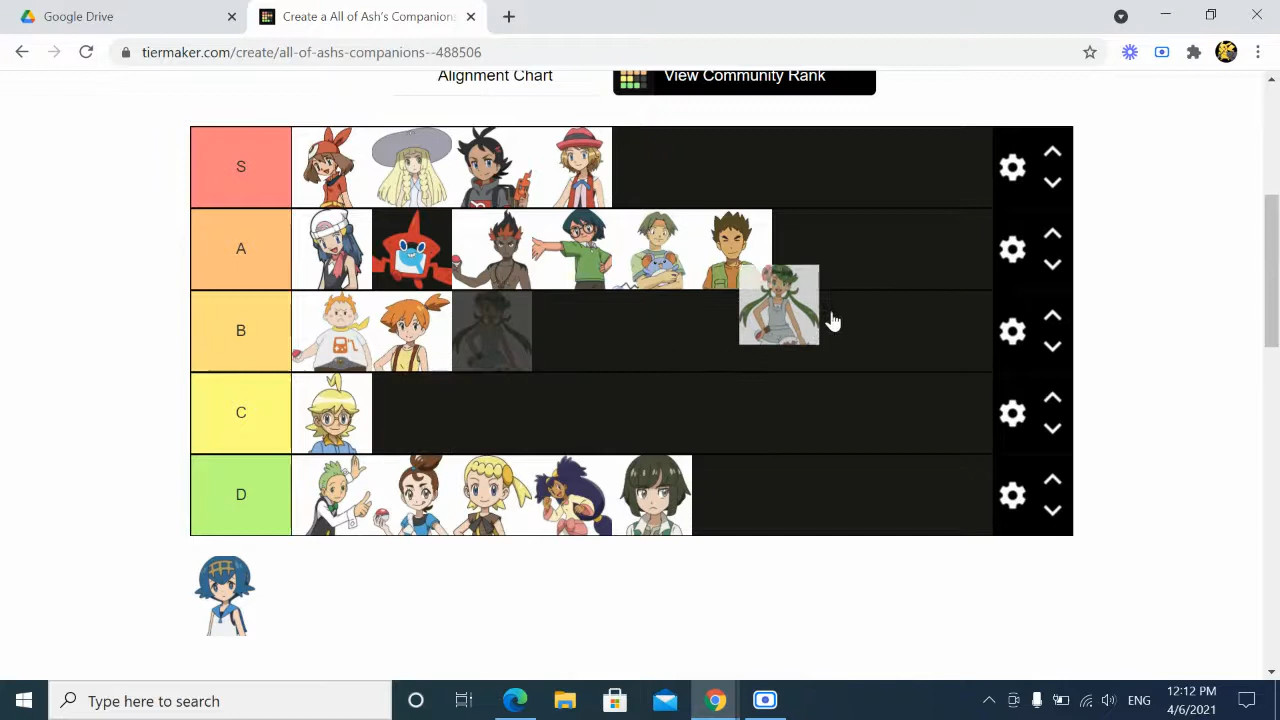 Google Drive
Create a All of Ash's Companions
tiermaker.com/create/all-of-ashs-companions--488506
Alignment Chart
View Community Rank
S
A
B
C
D
Type here to search
ENG
12:12 PM
4/6/2021